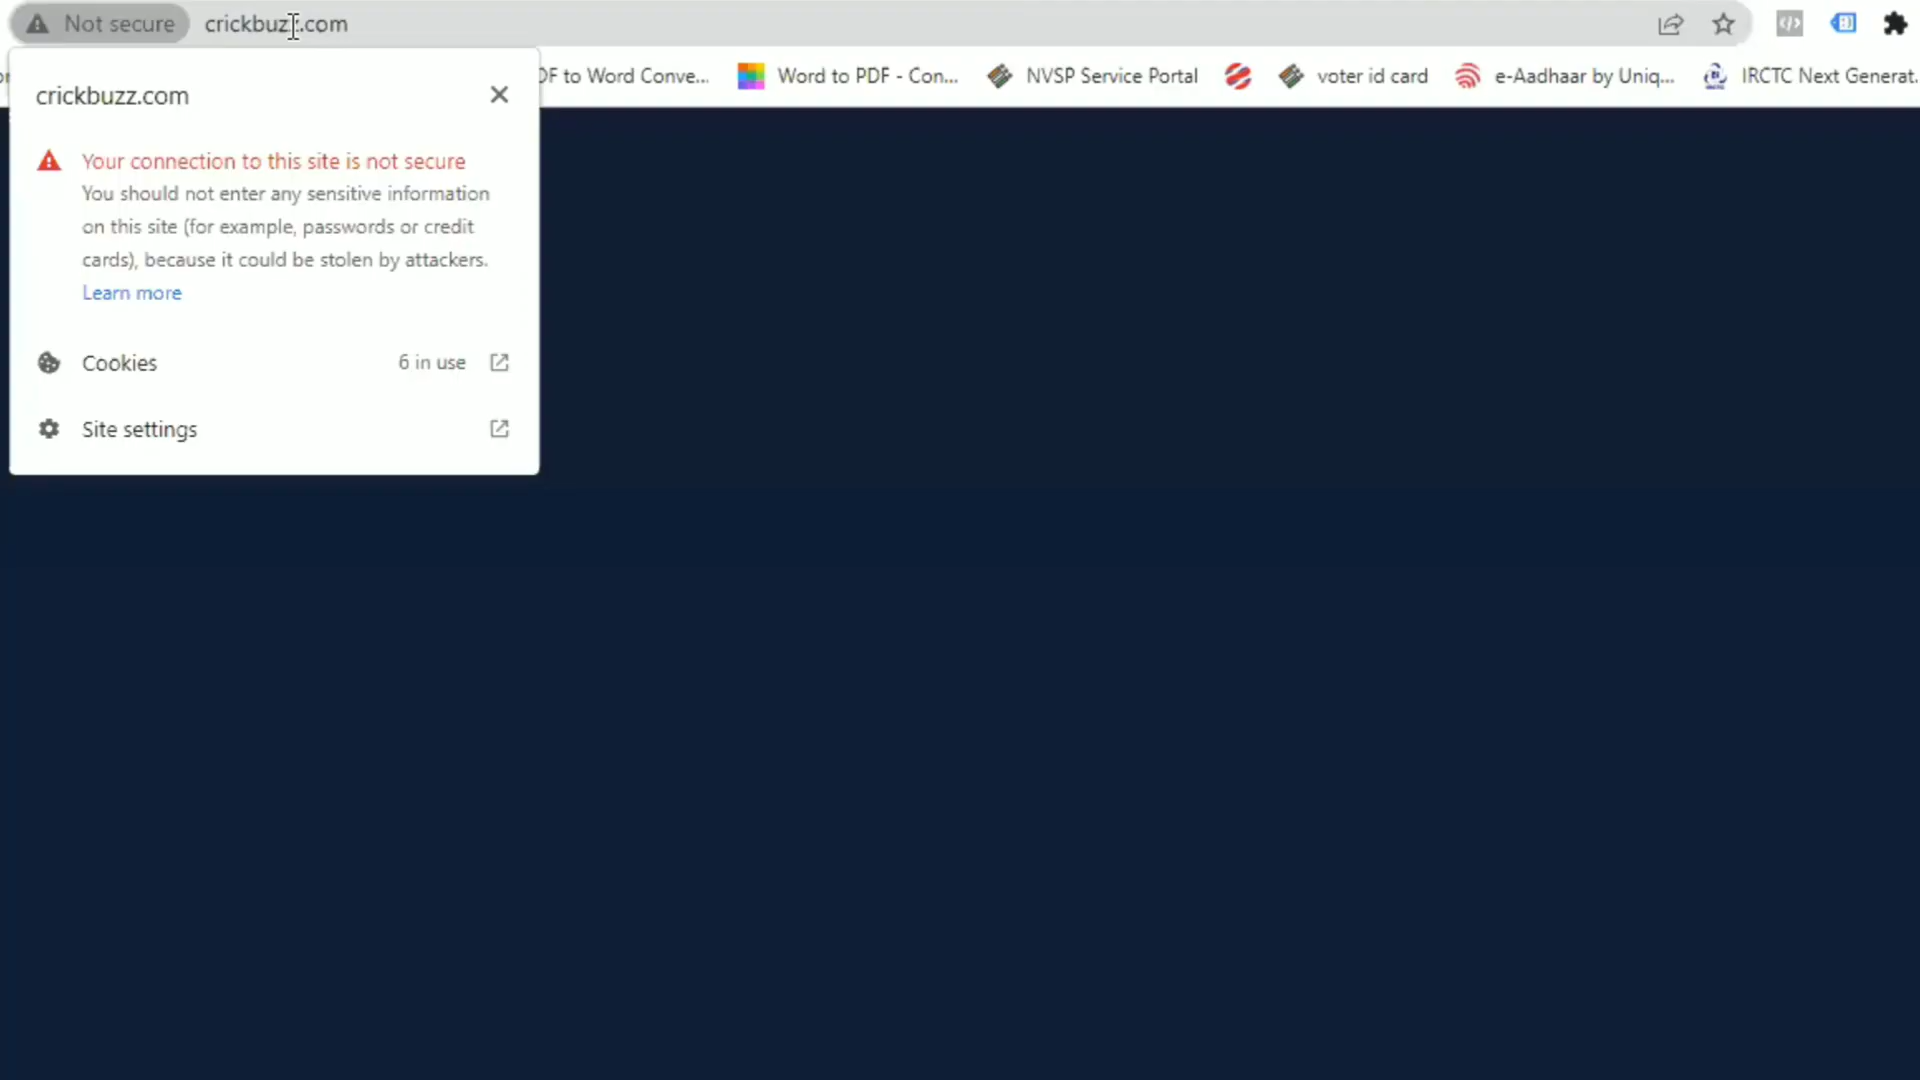 Not secure crickbuzz.com
DF to Word Conve... Word to PDF - Con... NVSP Service Portal voter id card e-Aadhaar by Uniq... IRCTC Next Generat.
crickbuzz.com
Your connection to this site is not secure
You should not enter any sensitive information
on this site (for example, passwords or credit
cards), because it could be stolen by attackers.
Learn more
Cookies 6 in use
Site settings